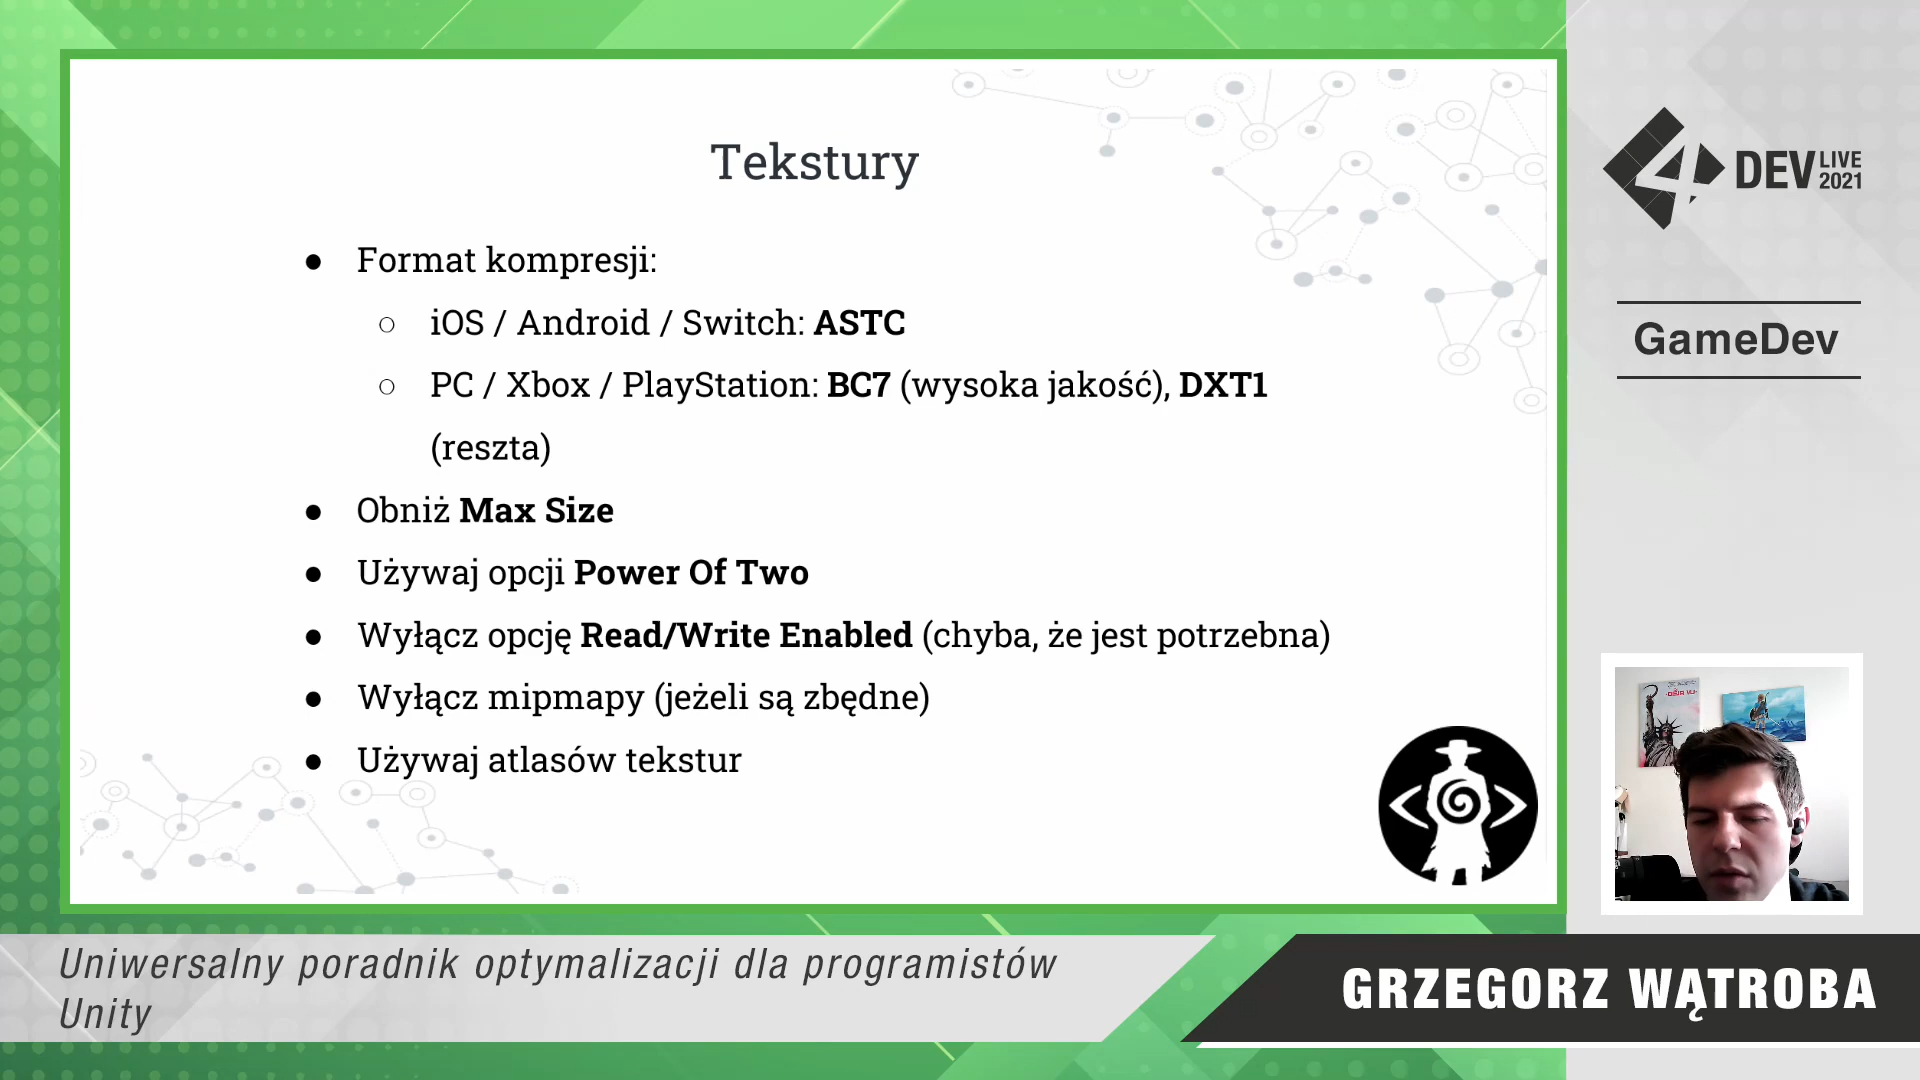 Tekstury
● Format kompresji:
○ iOS / Android / Switch: ASTC
○ PC / Xbox / PlayStation: BC7 (wysoka jakość), DXT1
(reszta)
● Obniż Max Size
● Używaj opcji Power Of Two
● Wyłącz opcję Read/Write Enabled (chyba, że jest potrzebna)
● Wyłącz mipmapy (jeżeli są zbędne)
● Używaj atlasów tekstur
4 DEV LIVE
2021
GameDev
Uniwersalny poradnik optymalizacji dla programistów
Unity
GRZEGORZ WĄTROBA